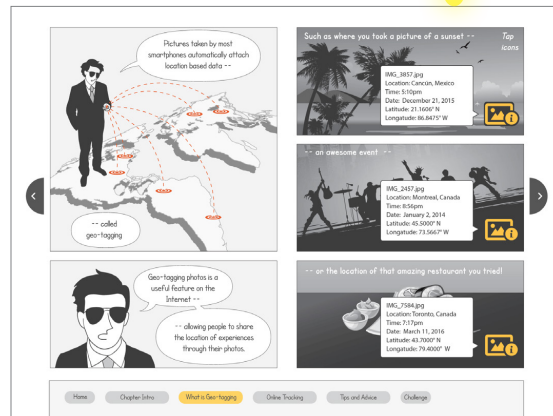 Pictures taken by most
smartphones automatically attach
location based data --
-- called
geo-tagging
Geo-tagging photos is a
useful feature on the
Internet --
-- allowing people to share
the location of experiences
through their photos.
Such as where you took a picture of a sunset --
Tap
icons
IMG_3857.jpg
Location: Cancún, Mexico
Time: 5:10pm
Date: December 21, 2015
Latitude: 21.1606° N
Longatude: 86.8475° W
-- an awesome event --
IMG_2457.jpg
Location: Montreal, Canada
Time: 8:56pm
Date: January 2, 2014
Latitude: 45.5000° N
Longatude: 73.5667° W
-- or the location of that amazing restaurant you tried!
IMG_7584.jpg
Location: Toronto, Canada
Time: 7:17pm
Date: March 11, 2016
Latitude: 43.7000° N
Longatude: 79.4000° W
Home
Chapter Intro
What is Geo-tagging
Online Tracking
Tips and Advice
Challenge